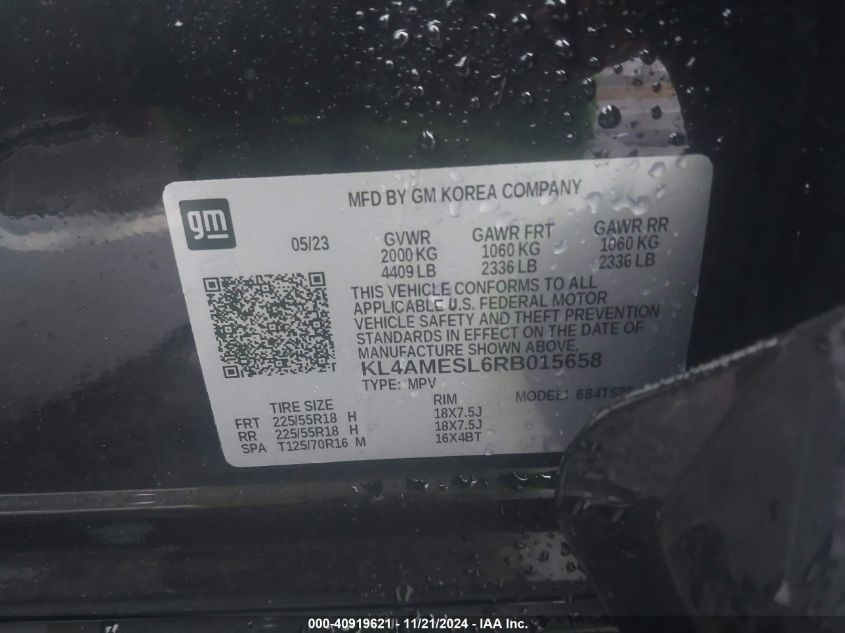 MFD BY GM KOREA COMPANY
gm
05/23 GVWR GAWR FRT GAWR RR
2000 KG 1060 KG 1060 KG
4409 LB 2336 LB 2336 LB
THIS VEHICLE CONFORMS TO ALL
APPLICABLE U.S. FEDERAL MOTOR
VEHICLE SAFETY AND THEFT PREVENTION
STANDARDS IN EFFECT ON THE DATE OF
MANUFACTURE SHOWN ABOVE.
KL4AMESL6RB015658
TYPE: MPV MODEL:
TIRE SIZE RIM
FRT 225/55R18 H 18X7.5J
RR 225/55R18 H 18X7.5J
SPA T125/70R16 M 16X4BT
000-40919621 - 11/21/2024 - IAA Inc.